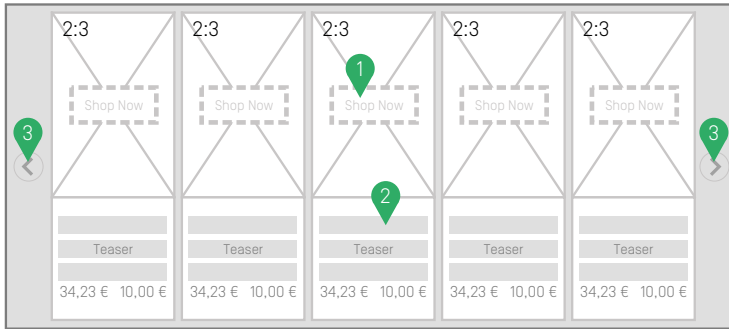 2:3 2:3 2:3 2:3 2:3
1
Shop Now Shop Now Shop Now Shop Now Shop Now
3 3
2
Teaser Teaser Teaser Teaser Teaser
34,23 € 10,00 € 34,23 € 10,00 € 34,23 € 10,00 € 34,23 € 10,00 € 34,23 € 10,00 €